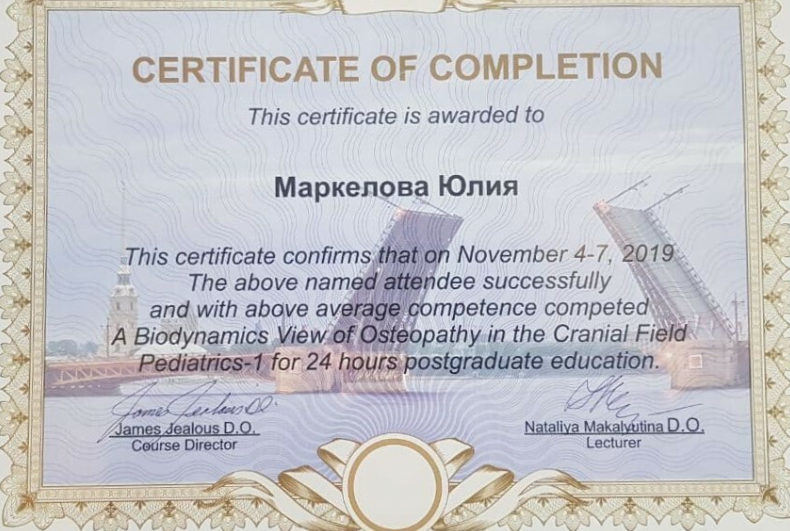 CERTIFICATE OF COMPLETION
This certificate is awarded to
Маркелова Юлия
This certificate confirms that on November 4-7, 2019
The above named attendee successfully
and with above average competence competed
A Biodynamics View of Osteopathy in the Cranial Field
Pediatrics-1 for 24 hours postgraduate education.
James Jealous D.O.
James Jealous D.O.
Course Director
Nataliya Makalyutina D.O.
Lecturer